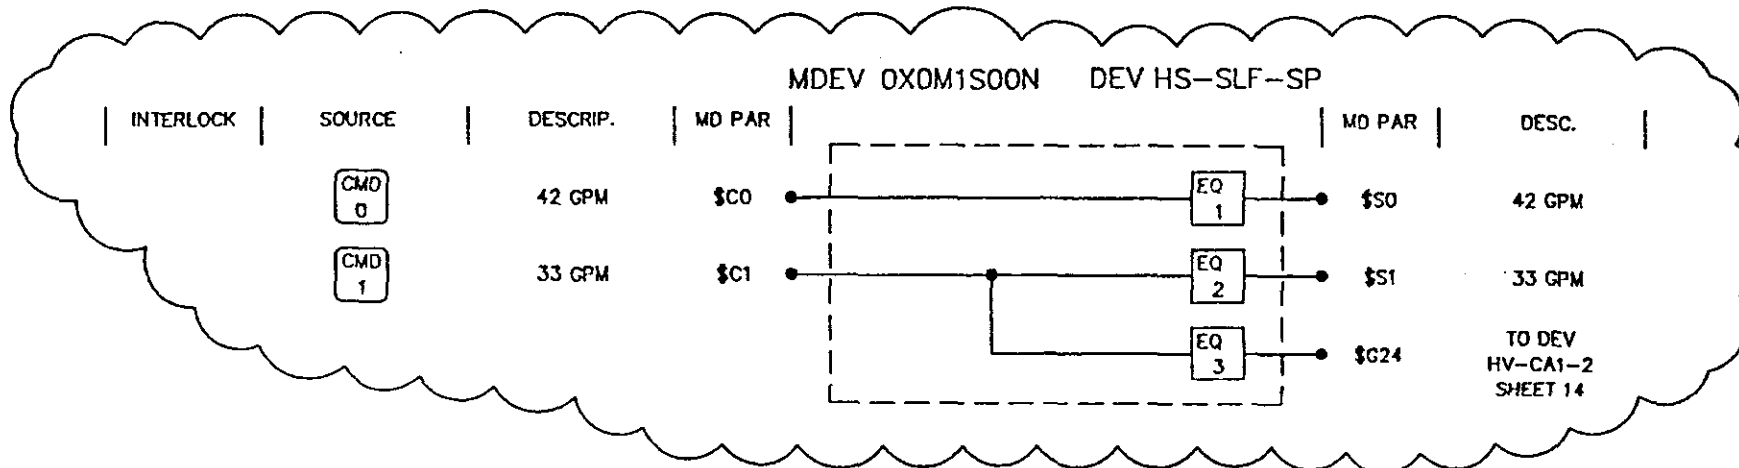 MDEV 0X0M1S00N DEV HS-SLF-SP
INTERLOCK SOURCE DESCRIP. MD PAR MD PAR DESC.
CMD 0 42 GPM $C0 EQ 1 $S0 42 GPM
CMD 1 33 GPM $C1 EQ 2 $S1 33 GPM
EQ 3 $G24 TO DEV
HV-CA1-2
SHEET 14